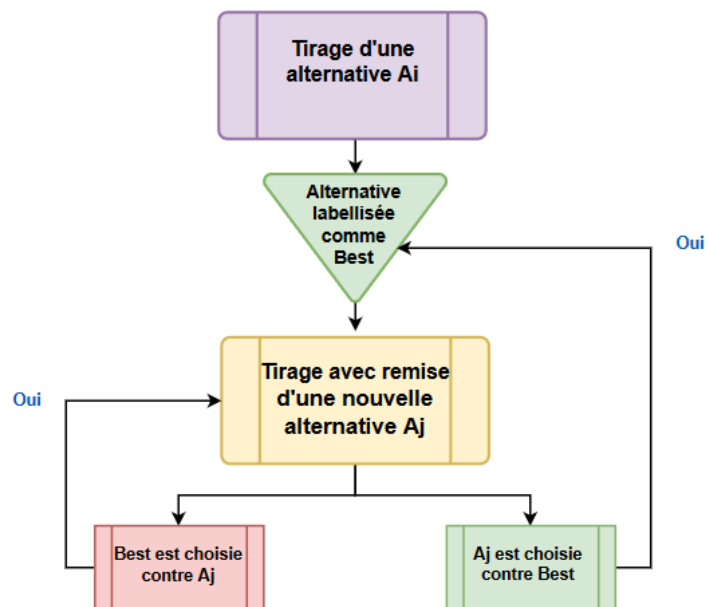 Tirage d'une
alternative Ai
Alternative
labellisée
comme
Best
Oui
Tirage avec remise
d'une nouvelle
alternative Aj
Oui
Best est choisie
contre Aj
Aj est choisie
contre Best